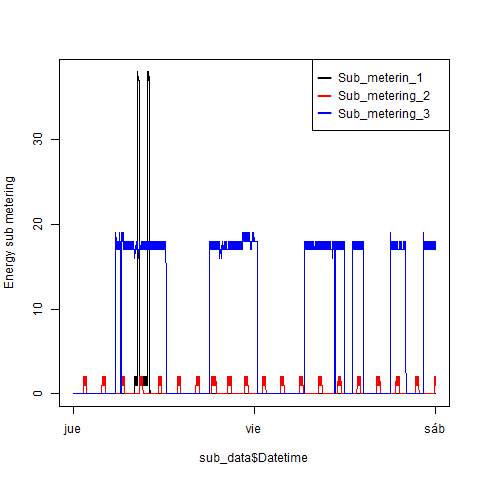 Sub_meterin_1
Sub_metering_2
Sub_metering_3
Energy sub metering
30
20
10
0
jue vie sáb
sub_data$Datetime